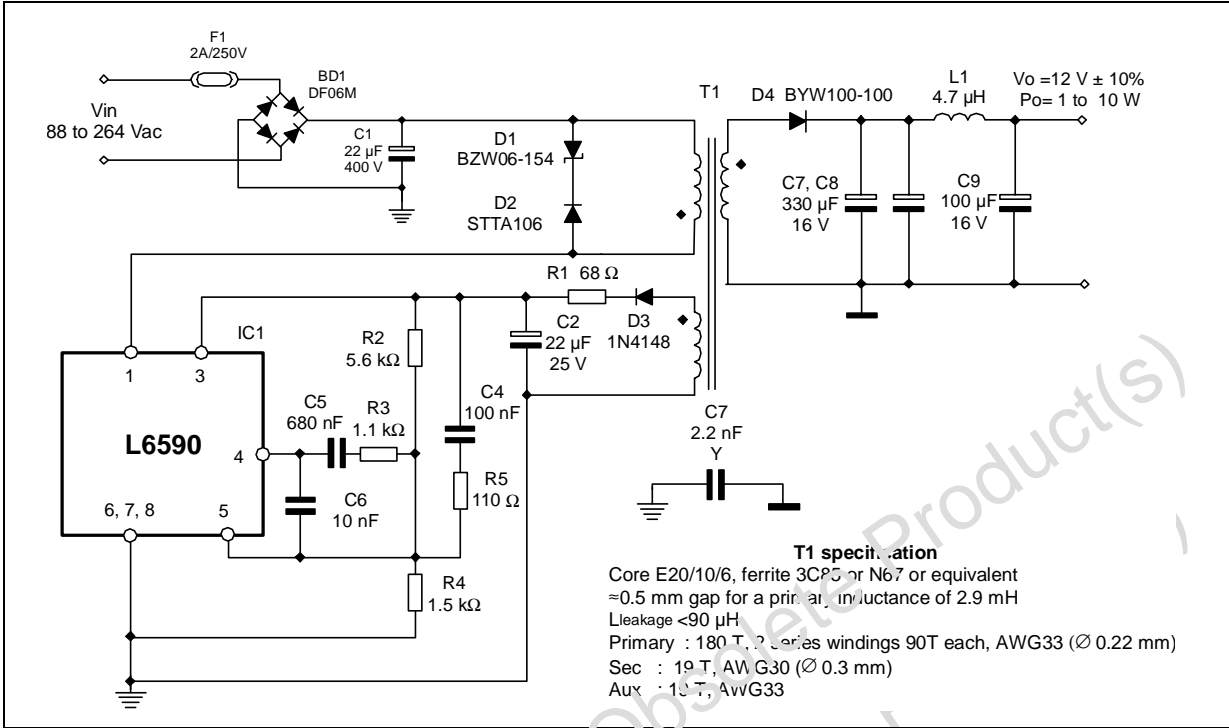 F1
2A/250V
BD1
DF06M
Vin
88 to 264 Vac
C1
22 µF
400 V
D1
BZW06-154
D2
STTA106
T1
D4 BYW100-100
L1
4.7 µH
Vo =12 V ± 10%
Po= 1 to 10 W
C7, C8
330 µF
16 V
C9
100 µF
16 V
R1 68 Ω
D3
1N4148
C2
22 µF
25 V
IC1
R2
5.6 kΩ
C4
100 nF
1
3
L6590
4
6, 7, 8
5
C5
680 nF
R3
1.1 kΩ
C6
10 nF
R5
110 Ω
R4
1.5 kΩ
C7
2.2 nF
Y
T1
Core E20/10/6, ferrite 3C85 or N67 or equivalent
≈0.5 mm gap for a primary inductance of 2.9 mH
Lleakage <90 µH
Primary : 180 T, 2 series windings 90T each, AWG33 (∅ 0.22 mm)
Sec : 19 T, AWG30 (∅ 0.3 mm)
Aux : T, AWG33
Obsolete Product(s)